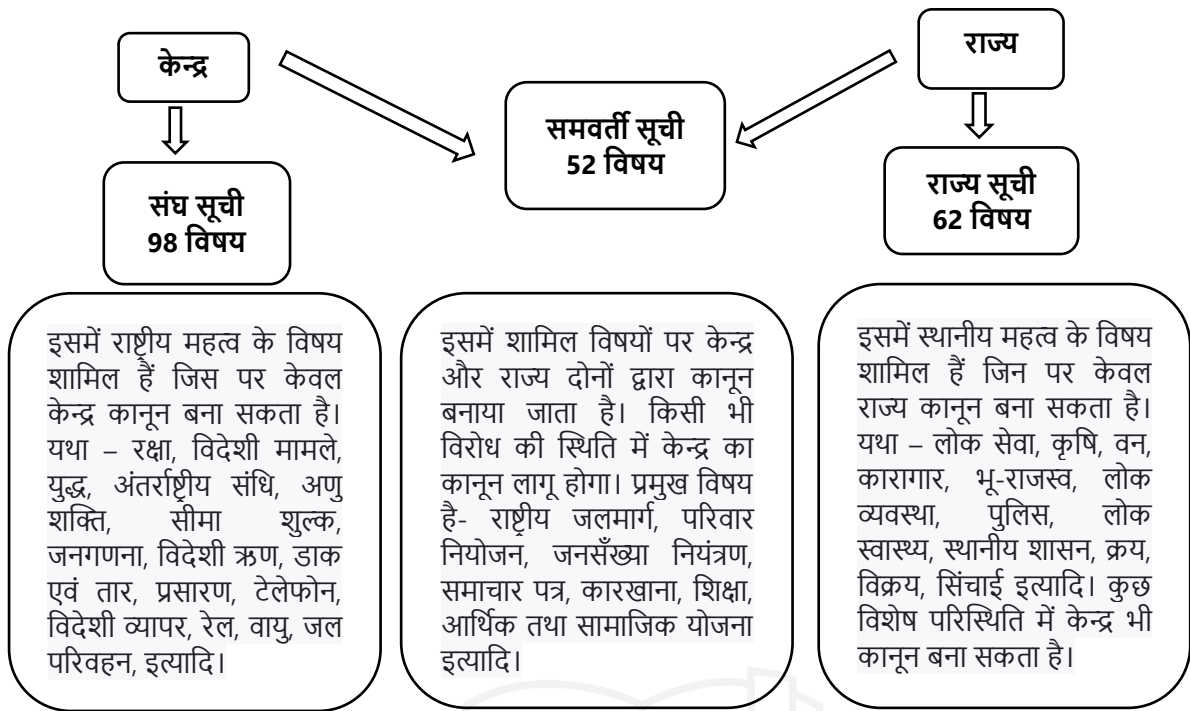 केन्द्र
राज्य
समवर्ती सूची
52 विषय
संघ सूची
98 विषय
राज्य सूची
62 विषय
इसमें राष्ट्रीय महत्व के विषय
शामिल हैं जिस पर केवल
केन्द्र कानून बना सकता है।
यथा – रक्षा, विदेशी मामले,
युद्ध, अंतर्राष्ट्रीय संधि, अणु
शक्ति, सीमा शुल्क,
जनगणना, विदेशी ऋण, डाक
एवं तार, प्रसारण, टेलेफोन,
विदेशी व्यापर, रेल, वायु, जल
परिवहन, इत्यादि।
इसमें शामिल विषयों पर केन्द्र
और राज्य दोनों द्वारा कानून
बनाया जाता है। किसी भी
विरोध की स्थिति में केन्द्र का
कानून लागू होगा। प्रमुख विषय
है- राष्ट्रीय जलमार्ग, परिवार
नियोजन, जनसँख्या नियंत्रण,
समाचार पत्र, कारखाना, शिक्षा,
आर्थिक तथा सामाजिक योजना
इत्यादि।
इसमें स्थानीय महत्व के विषय
शामिल हैं जिन पर केवल
राज्य कानून बना सकता है।
यथा – लोक सेवा, कृषि, वन,
कारागार, भू-राजस्व, लोक
व्यवस्था, पुलिस, लोक
स्वास्थ्य, स्थानीय शासन, क्रय,
विक्रय, सिंचाई इत्यादि। कुछ
विशेष परिस्थिति में केन्द्र भी
कानून बना सकता है।